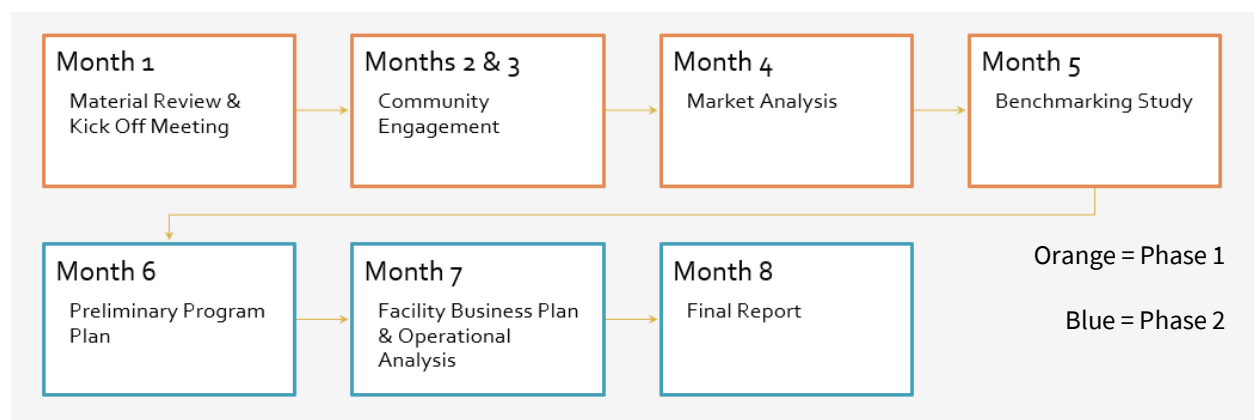 Month 1
Material Review &
Kick Off Meeting
Months 2 & 3
Community
Engagement
Month 4
Market Analysis
Month 5
Benchmarking Study
Month 6
Preliminary Program
Plan
Month 7
Facility Business Plan
& Operational
Analysis
Month 8
Final Report
Orange = Phase 1
Blue = Phase 2